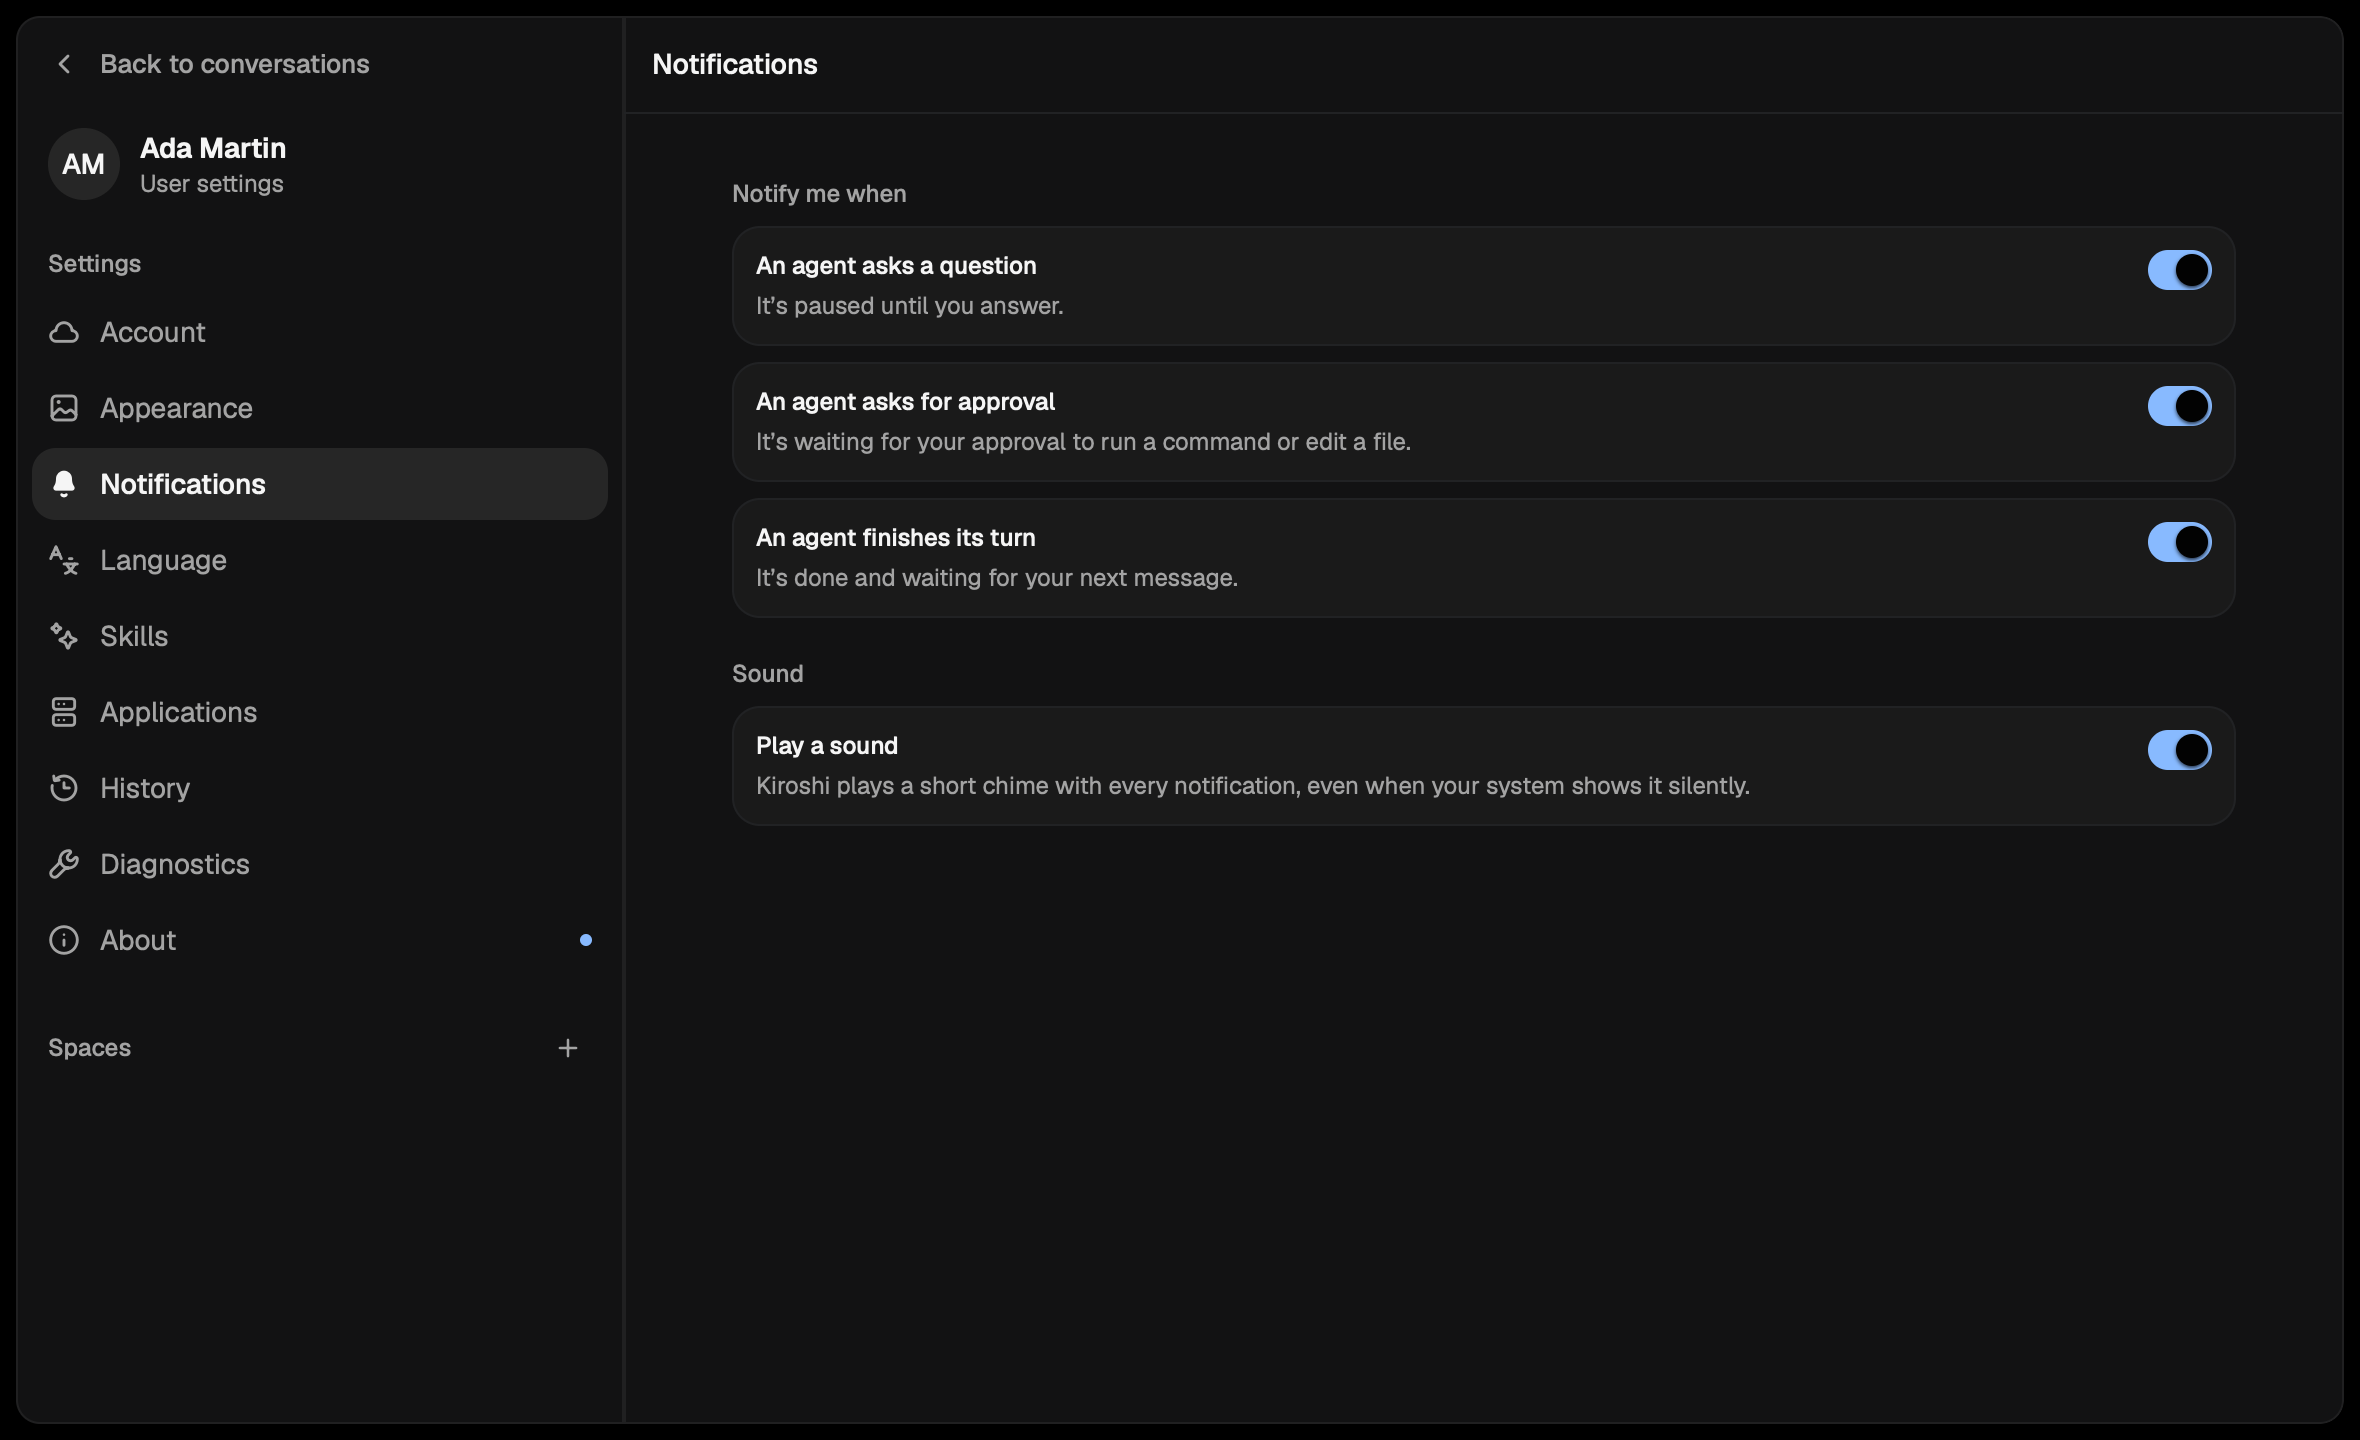 Back to conversations
AM
Ada Martin
User settings
Settings
Account
Appearance
Notifications
Language
Skills
Applications
History
Diagnostics
About
Spaces
Notifications
Notify me when
An agent asks a question
It’s paused until you answer.
An agent asks for approval
It’s waiting for your approval to run a command or edit a file.
An agent finishes its turn
It’s done and waiting for your next message.
Sound
Play a sound
Kiroshi plays a short chime with every notification, even when your system shows it silently.